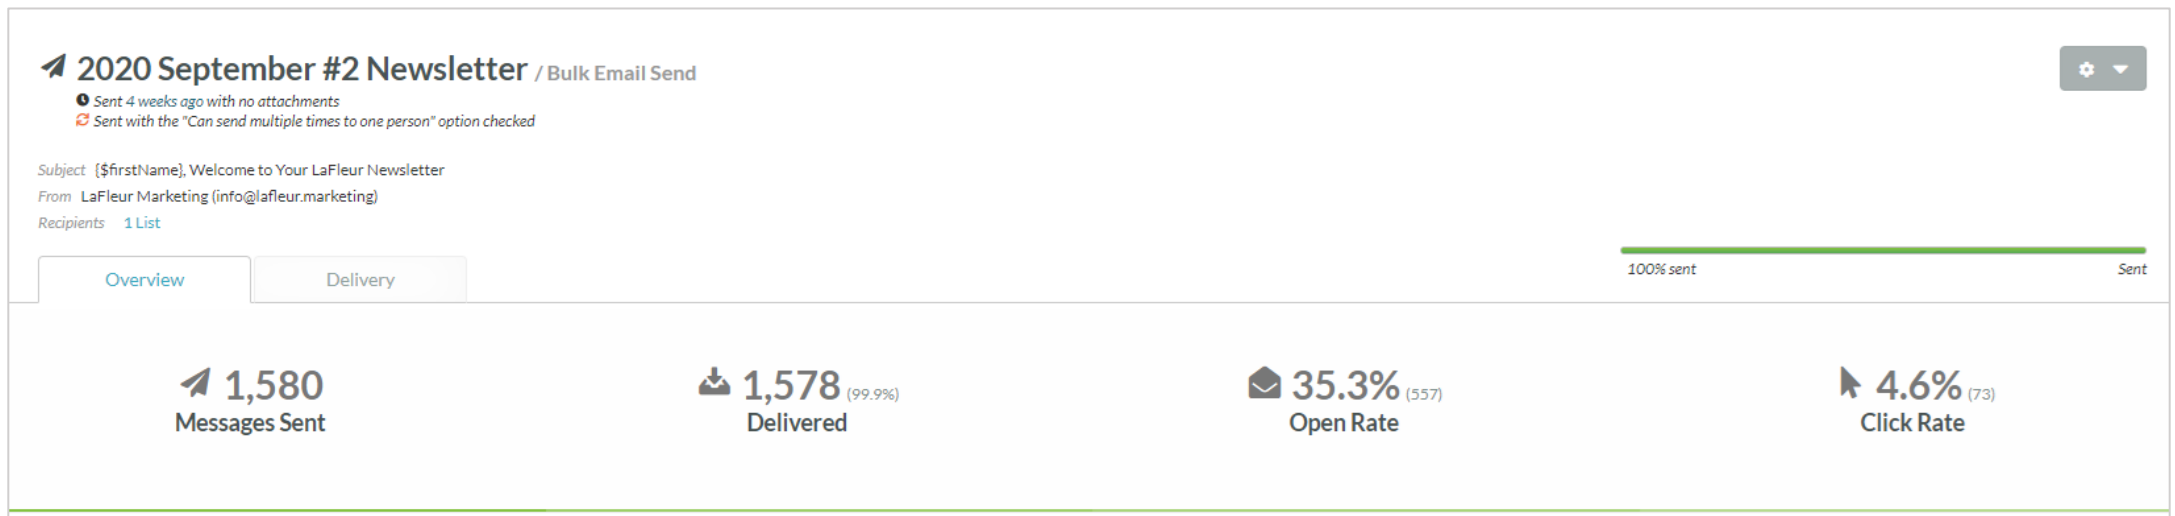 2020 September #2 Newsletter / Bulk Email Send
Sent 4 weeks ago with no attachments
Sent with the "Can send multiple times to one person" option checked
Subject {$firstName}, Welcome to Your LaFleur Newsletter
From LaFleur Marketing (info@lafleur.marketing)
Recipients 1 List
100% sent Sent
Overview Delivery
1,580 1,578 (99.9%) 35.3% (557) 4.6% (73)
Messages Sent Delivered Open Rate Click Rate